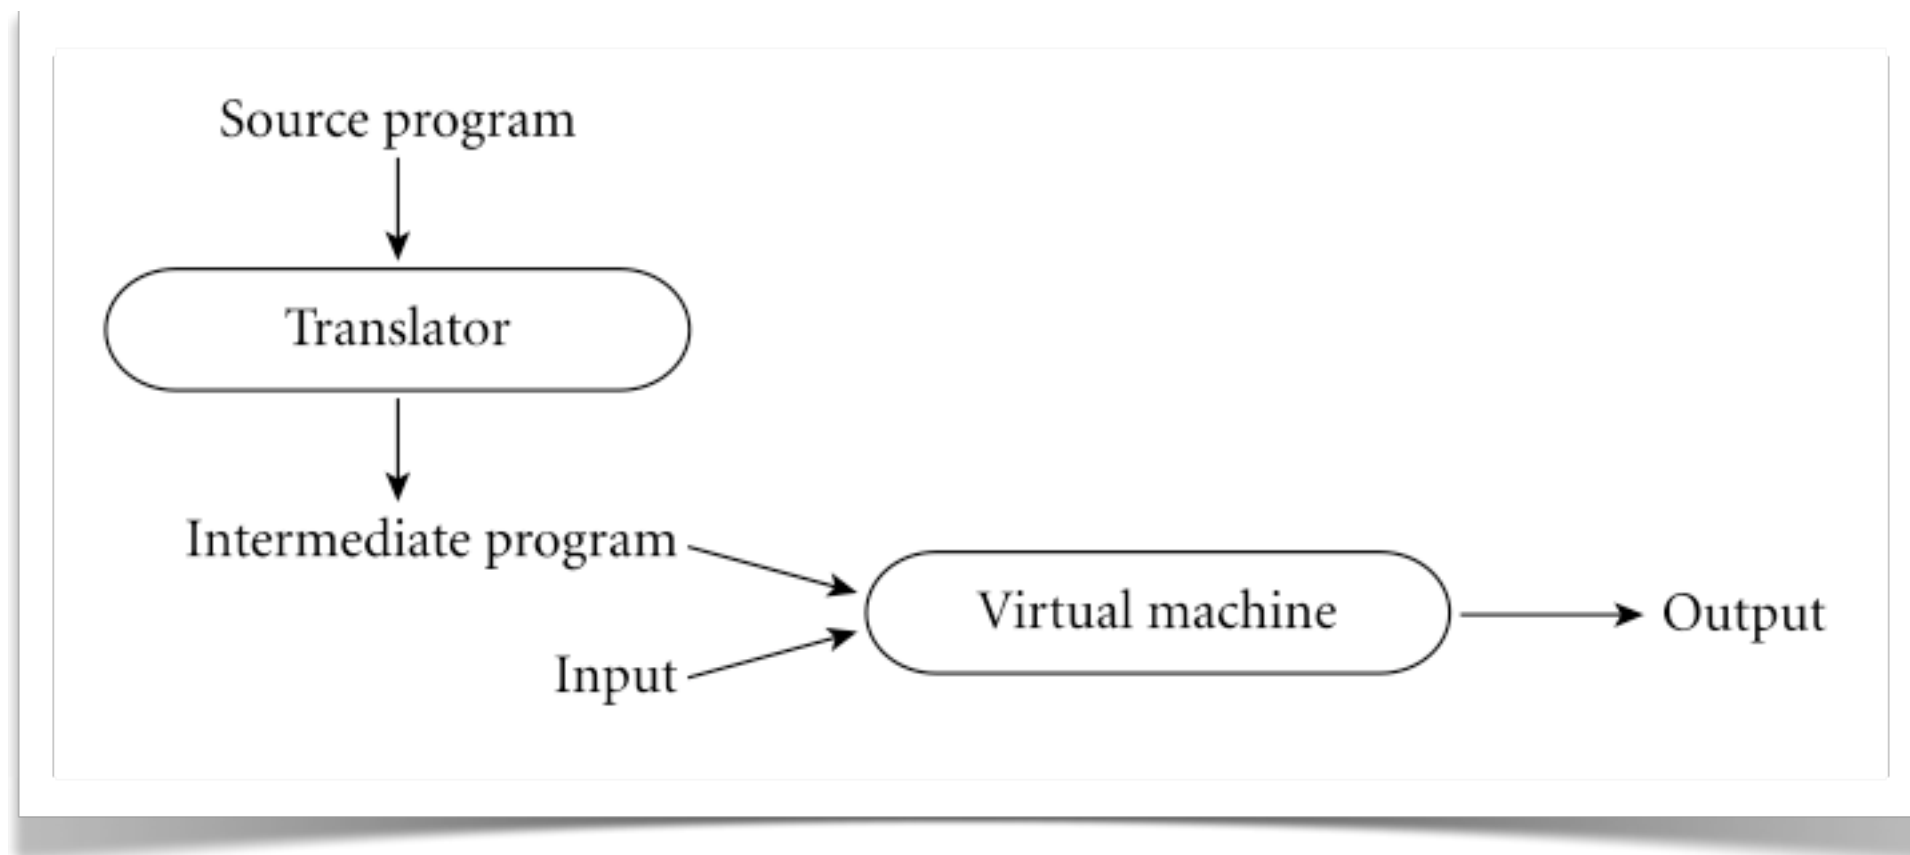 Source program
Translator
Intermediate program
Virtual machine
Output
Input